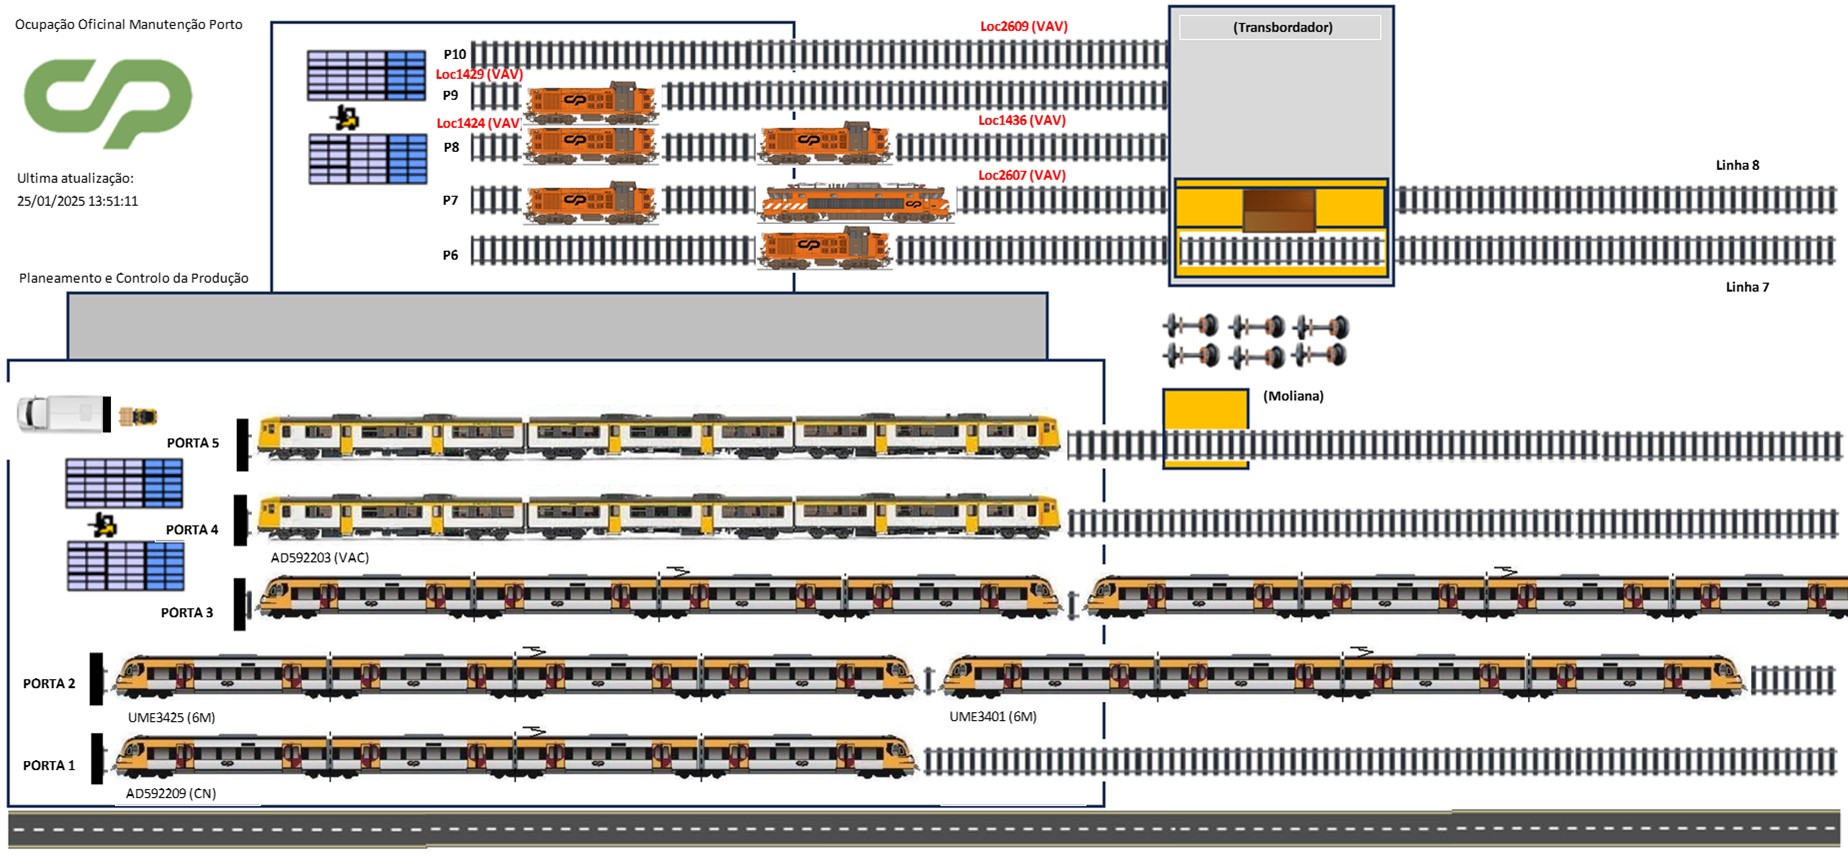 Ocupação Oficinal Manutenção Porto
CP
Ultima atualização:
25/01/2025 13:51:11
Planeamento e Controlo da Produção
Loc2609 (VAV)
(Transbordador)
P10
Loc1429 (VAV)
P9
Loc1424 (VAV)
Loc1436 (VAV)
P8
Linha 8
Loc2607 (VAV)
P7
P6
Linha 7
(Moliana)
PORTA 5
PORTA 4
AD592203 (VAC)
PORTA 3
PORTA 2
UME3425 (6M)
UME3401 (6M)
PORTA 1
AD592209 (CN)